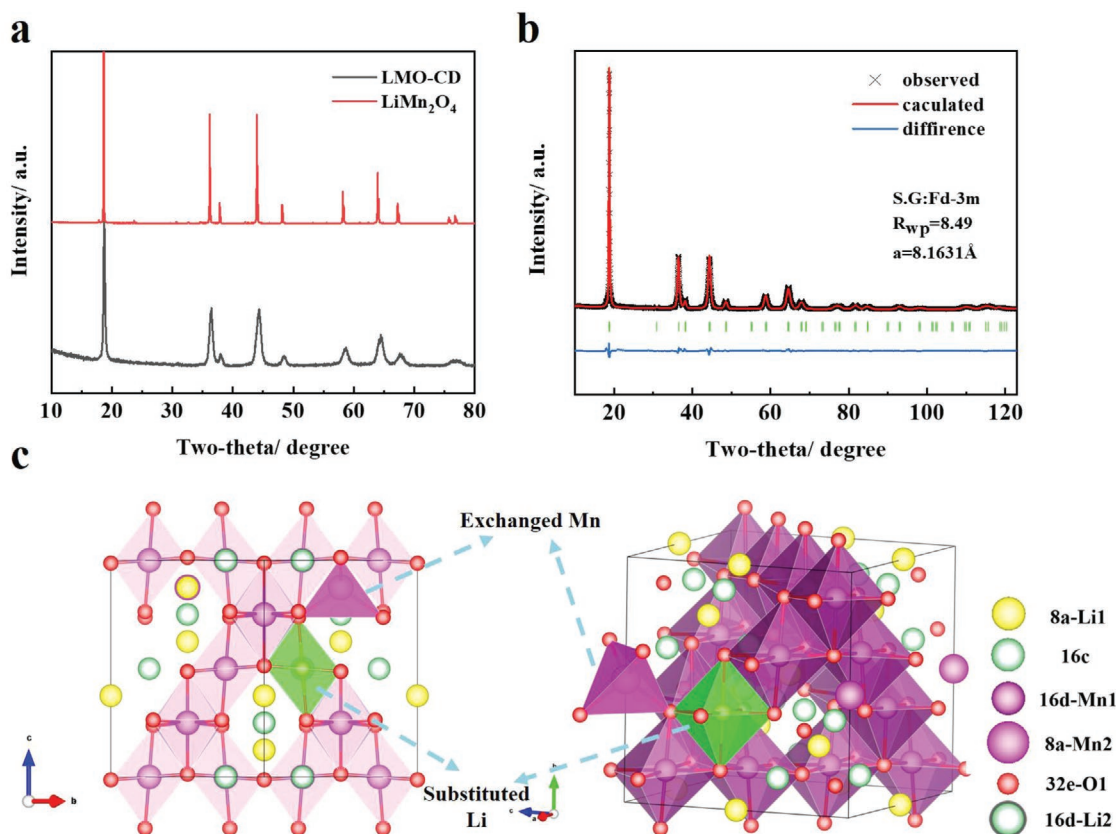 a
LMO-CD
LiMn₂O₄
Intensity/ a.u.
10 20 30 40 50 60 70 80
Two-theta/ degree
b
observed
caculated
diffirence
S.G:Fd-3m
Rwp=8.49
a=8.1631Å
Intensity/ a.u.
20 40 60 80 100 120
Two-theta/ degree
c
Exchanged Mn
Substituted
Li
c
b
c
a
8a-Li1
16c
16d-Mn1
8a-Mn2
32e-O1
16d-Li2